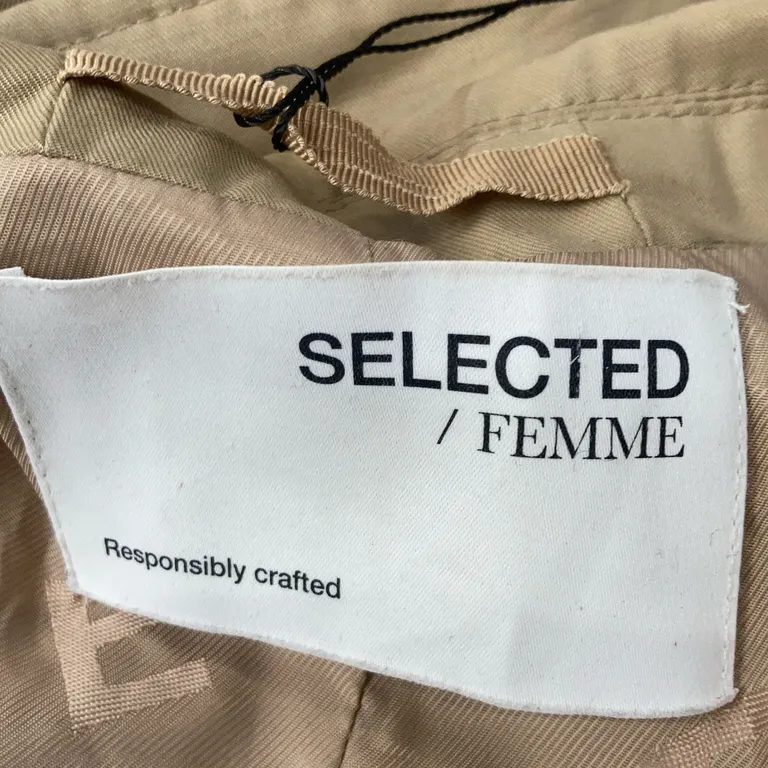 SELECTED
/ FEMME
Responsibly crafted
E